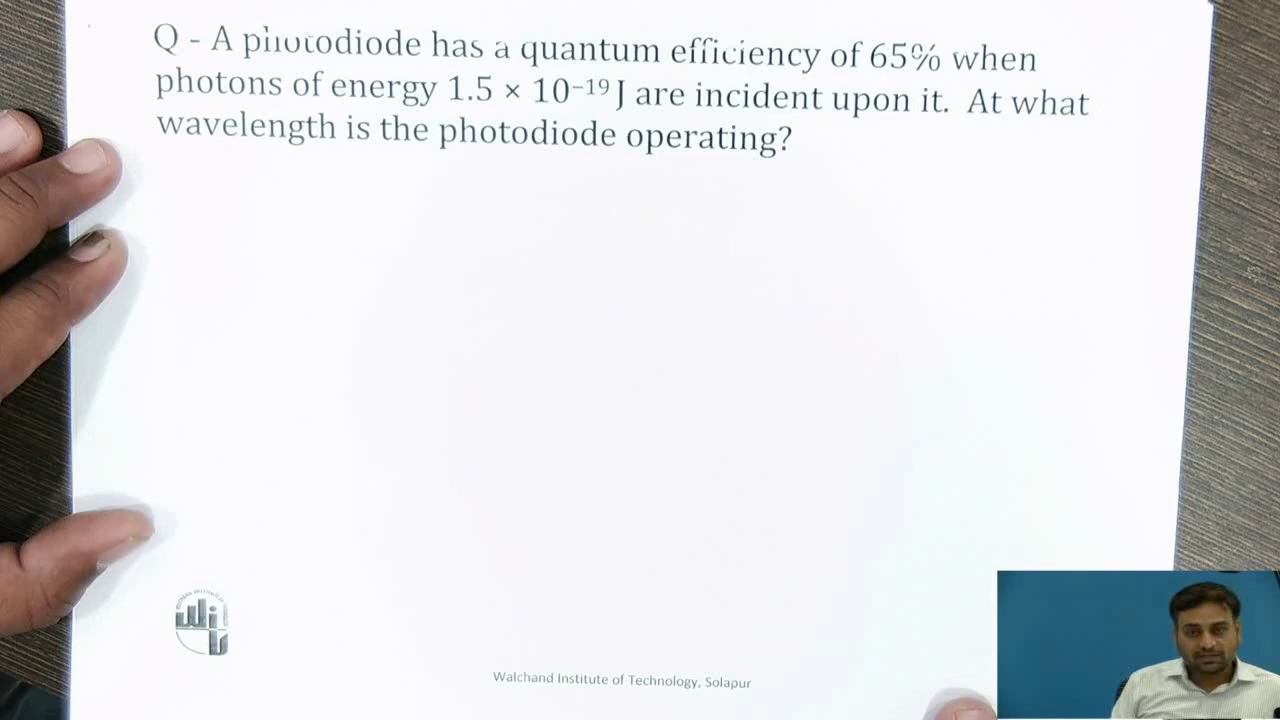 Q - A photodiode has a quantum efficiency of 65% when
photons of energy 1.5 × 10⁻¹⁹ J are incident upon it. At what
wavelength is the photodiode operating?
Walchand Institute of Technology, Solapur